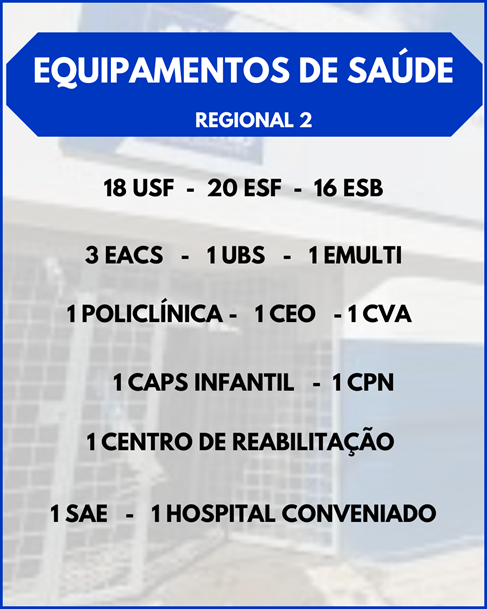 EQUIPAMENTOS DE SAÚDE
REGIONAL 2
18 USF - 20 ESF - 16 ESB
3 EACS - 1 UBS - 1 EMULTI
1 POLICLÍNICA - 1 CEO - 1 CVA
1 CAPS INFANTIL - 1 CPN
1 CENTRO DE REABILITAÇÃO
1 SAE - 1 HOSPITAL CONVENIADO